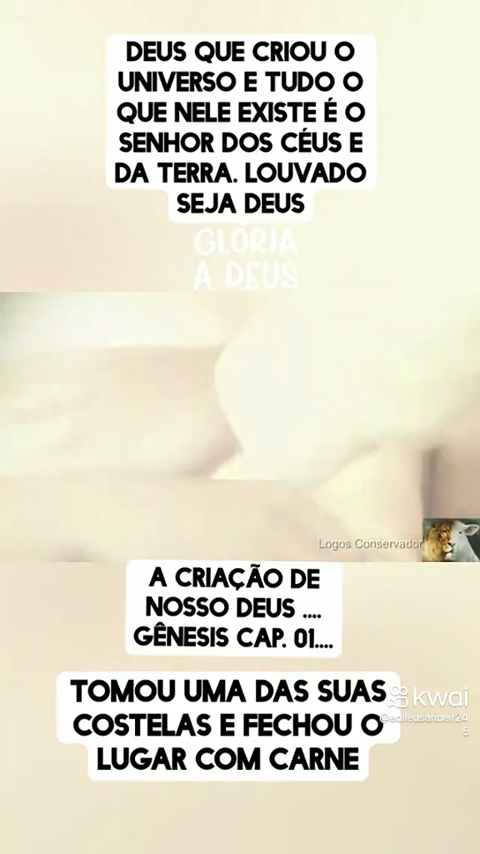 DEUS QUE CRIOU O
UNIVERSO E TUDO O
QUE NELE EXISTE É O
SENHOR DOS CÉUS E
DA TERRA. LOUVADO
SEJA DEUS
GLÓRIA
A DEUS
Logos Conservador
A CRIAÇÃO DE
NOSSO DEUS ....
GÊNESIS CAP. 01....
TOMOU UMA DAS SUAS
COSTELAS E FECHOU O
LUGAR COM CARNE
kwai